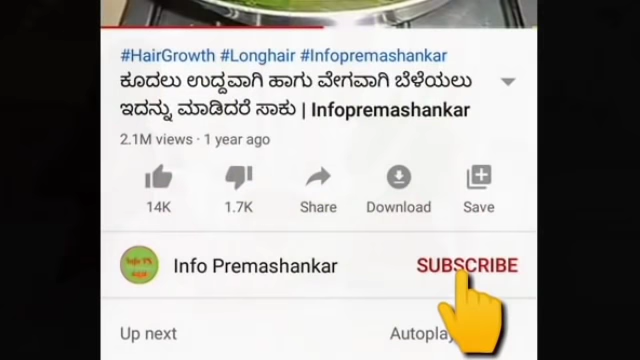 #HairGrowth #Longhair #Infopremashankar
ಕೂದಲು ಉದ್ದವಾಗಿ ಹಾಗು ವೇಗವಾಗಿ ಬೆಳೆಯಲು
ಇದನ್ನು ಮಾಡಿದರೆ ಸಾಕು | Infopremashankar
2.1M views · 1 year ago
14K 1.7K Share Download Save
Info Premashankar SUBSCRIBE
Up next Autoplay